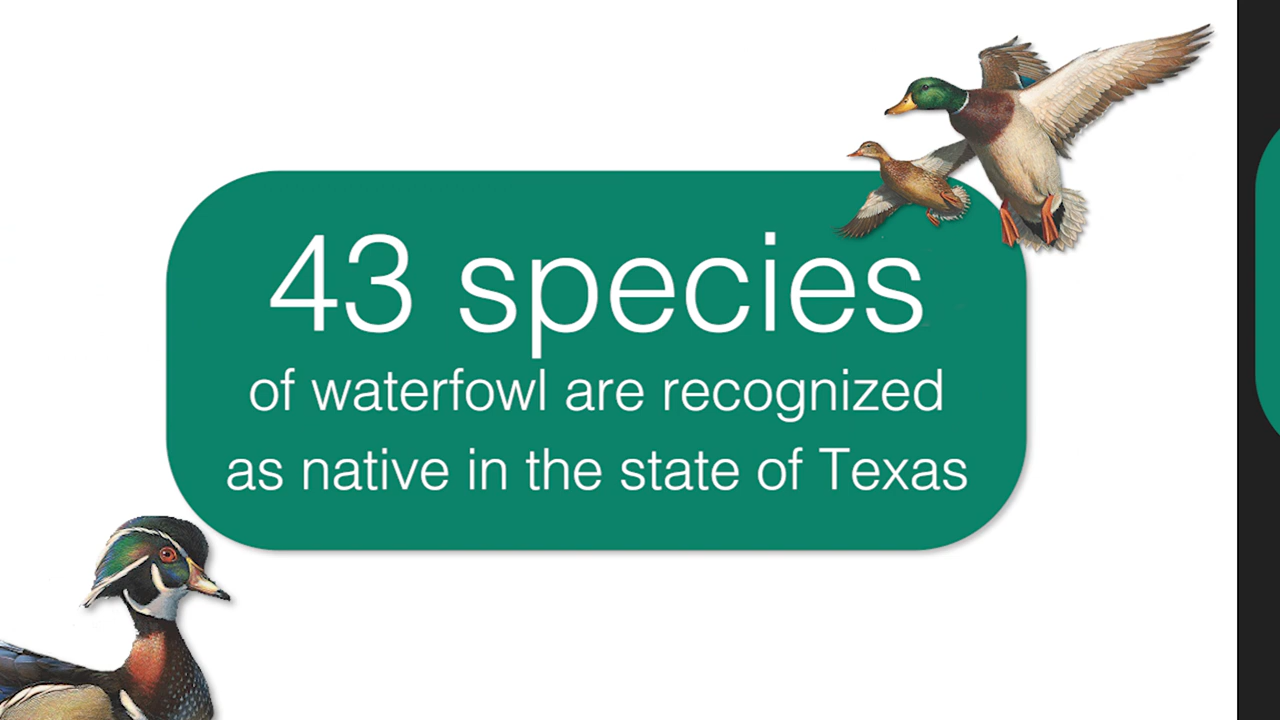 43 species
of waterfowl are recognized
as native in the state of Texas